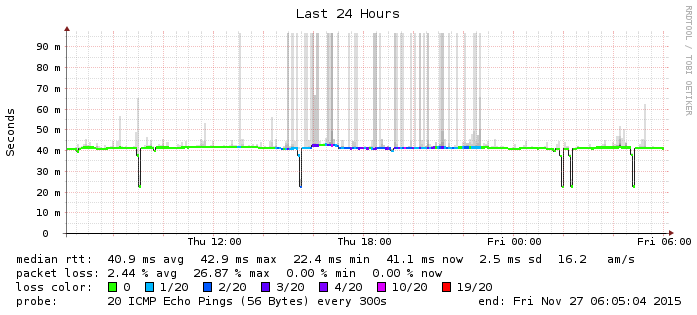 Last 24 Hours
RRDTOOL / TOBI OETIKER
Seconds
90 m
80 m
70 m
60 m
50 m
40 m
30 m
20 m
10 m
0
Thu 12:00 Thu 18:00 Fri 00:00 Fri 06:00
median rtt: 40.9 ms avg 42.9 ms max 22.4 ms min 41.1 ms now 2.5 ms sd 16.2 am/s
packet loss: 2.44 % avg 26.87 % max 0.00 % min 0.00 % now
loss color: 0 1/20 2/20 3/20 4/20 10/20 19/20
probe: 20 ICMP Echo Pings (56 Bytes) every 300s end: Fri Nov 27 06:05:04 2015